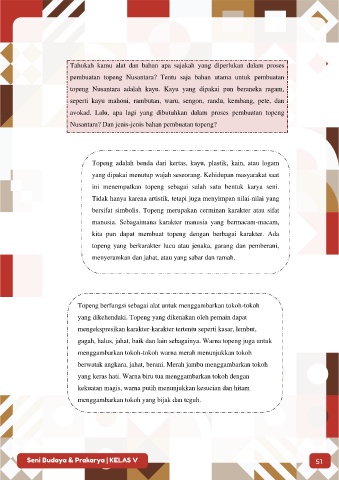 Tahukah kamu alat dan bahan apa sajakah yang diperlukan dalam proses
pembuatan topeng Nusantara? Tentu saja bahan utama untuk pembuatan
topeng Nusantara adalah kayu. Kayu yang dipakai pun beraneka ragam,
seperti kayu mahoni, rambutan, waru, sengon, randu, kembang, pete, dan
avokad. Lalu, apa lagi yang dibutuhkan dalam proses pembuatan topeng
Nusantara? Dan jenis-jenis bahan pembuatan topeng?
Topeng adalah benda dari kertas, kayu, plastik, kain, atau logam
yang dipakai menutup wajah seseorang. Kehidupan masyarakat saat
ini menempatkan topeng sebagai salah satu bentuk karya seni.
Tidak hanya karena artistik, tetapi juga menyimpan nilai-nilai yang
bersifat simbolis. Topeng merupakan cerminan karakter atau sifat
manusia. Sebagaimana karakter manusia yang bermacam-macam,
kita pun dapat membuat topeng dengan berbagai karakter. Ada
topeng yang berkarakter lucu atau jenaka, garang dan pemberani,
menyeramkan dan jahat, atau yang sabar dan ramah.
Topeng berfungsi sebagai alat untuk menggambarkan tokoh-tokoh
yang dikehendaki. Topeng yang dikenakan oleh pemain dapat
mengekspresikan karakter-karakter tertentu seperti kasar, lembut,
gagah, halus, jahat, baik dan lain sebagainya. Warna topeng juga untuk
menggambarkan tokoh-tokoh warna merah menunjukkan tokoh
berwatak angkara, jahat, berani. Merah jambu menggambarkan tokoh
yang keras hati. Warna biru tua menggambarkan tokoh dengan
kekuatan magis, warna putih menunjukkan kesucian dan hitam
menggambarkan tokoh yang bijak dan teguh.
Seni Budaya & Prakarya | KELAS V
51